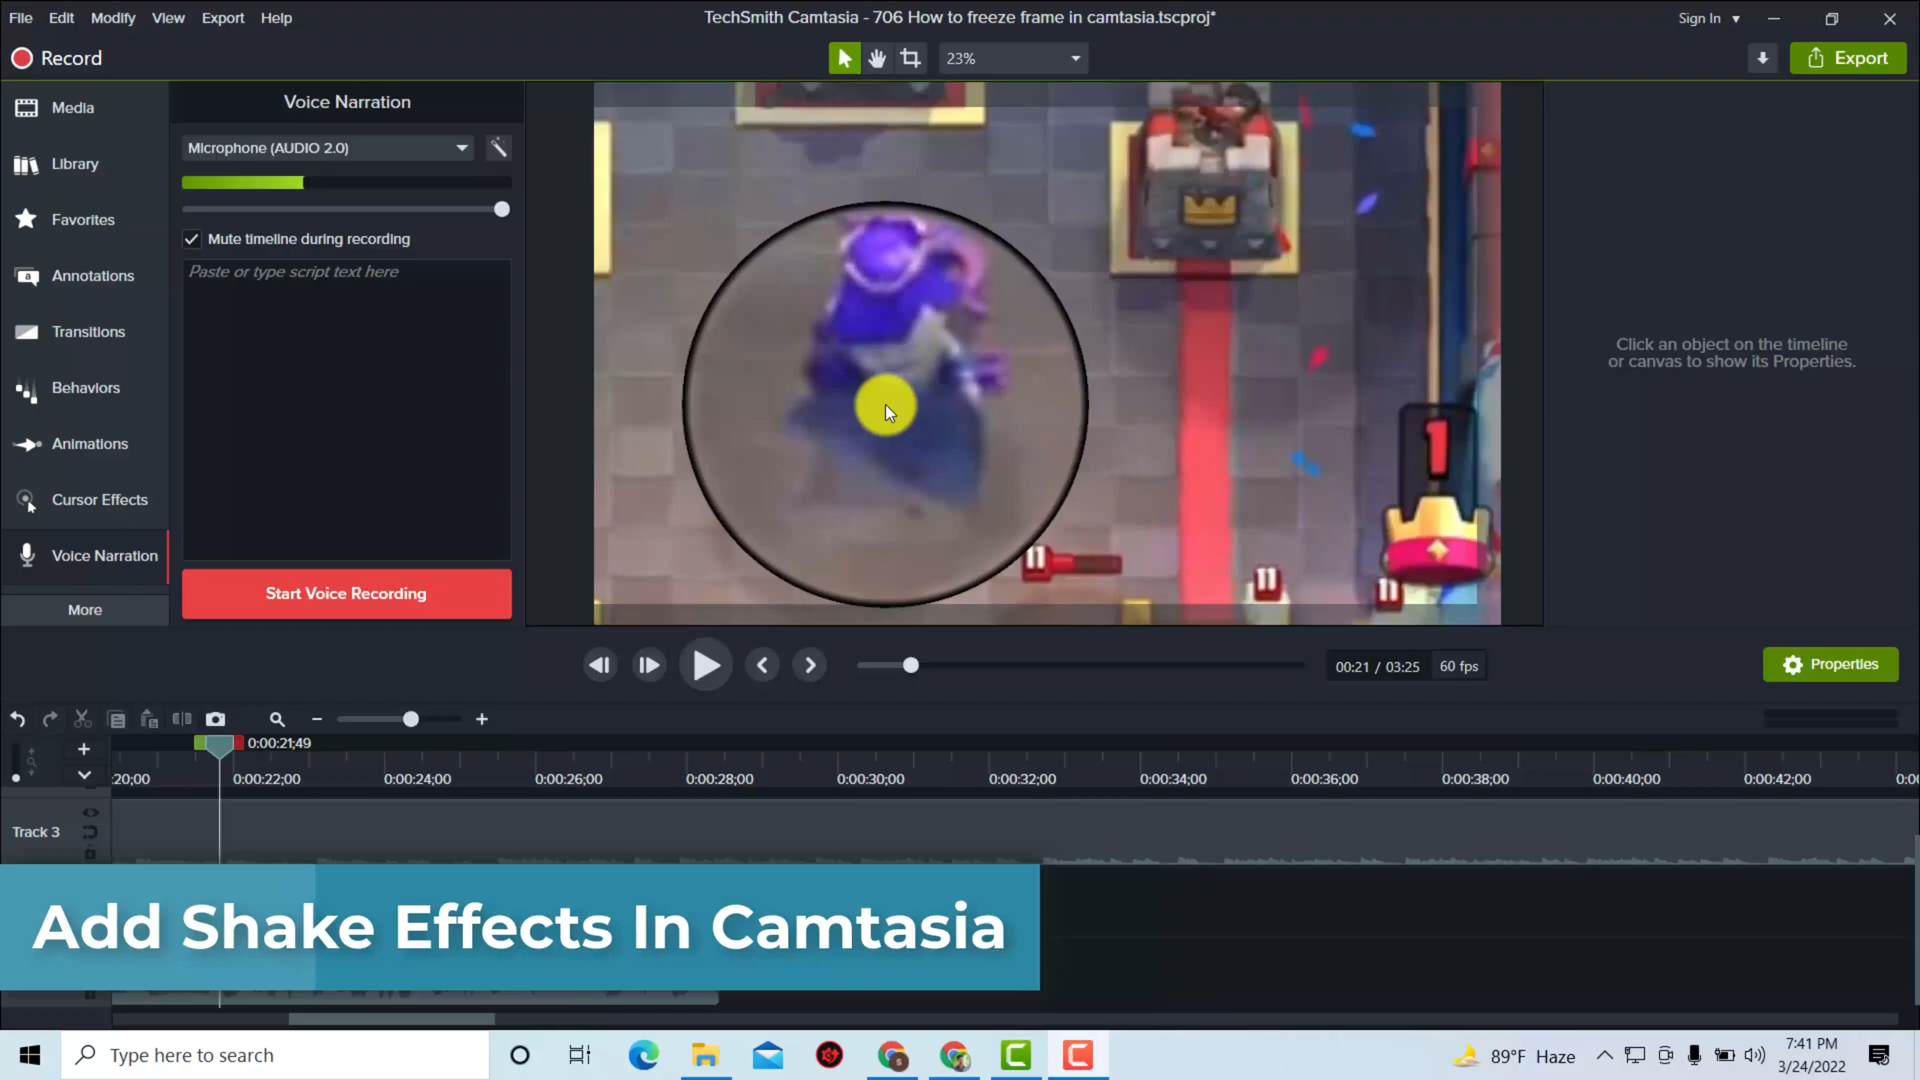 File Edit Modify View Export Help
TechSmith Camtasia - 706 How to freeze frame in camtasia.tscproj*
Sign In
Record
23%
Export
Media
Library
Favorites
Annotations
Transitions
Behaviors
Animations
Cursor Effects
Voice Narration
More
Voice Narration
Microphone (AUDIO 2.0)
Mute timeline during recording
Paste or type script text here
Start Voice Recording
1
11
11
11
Click an object on the timeline
or canvas to show its Properties.
00:21 / 03:25 60 fps
Properties
0:00:21;49
:20;00 0:00:22;00 0:00:24;00 0:00:26;00 0:00:28;00 0:00:30;00 0:00:32;00 0:00:34;00 0:00:36;00 0:00:38;00 0:00:40;00 0:00:42;00 0:00
Track 3
Add Shake Effects In Camtasia
Type here to search
89°F Haze
7:41 PM
3/24/2022